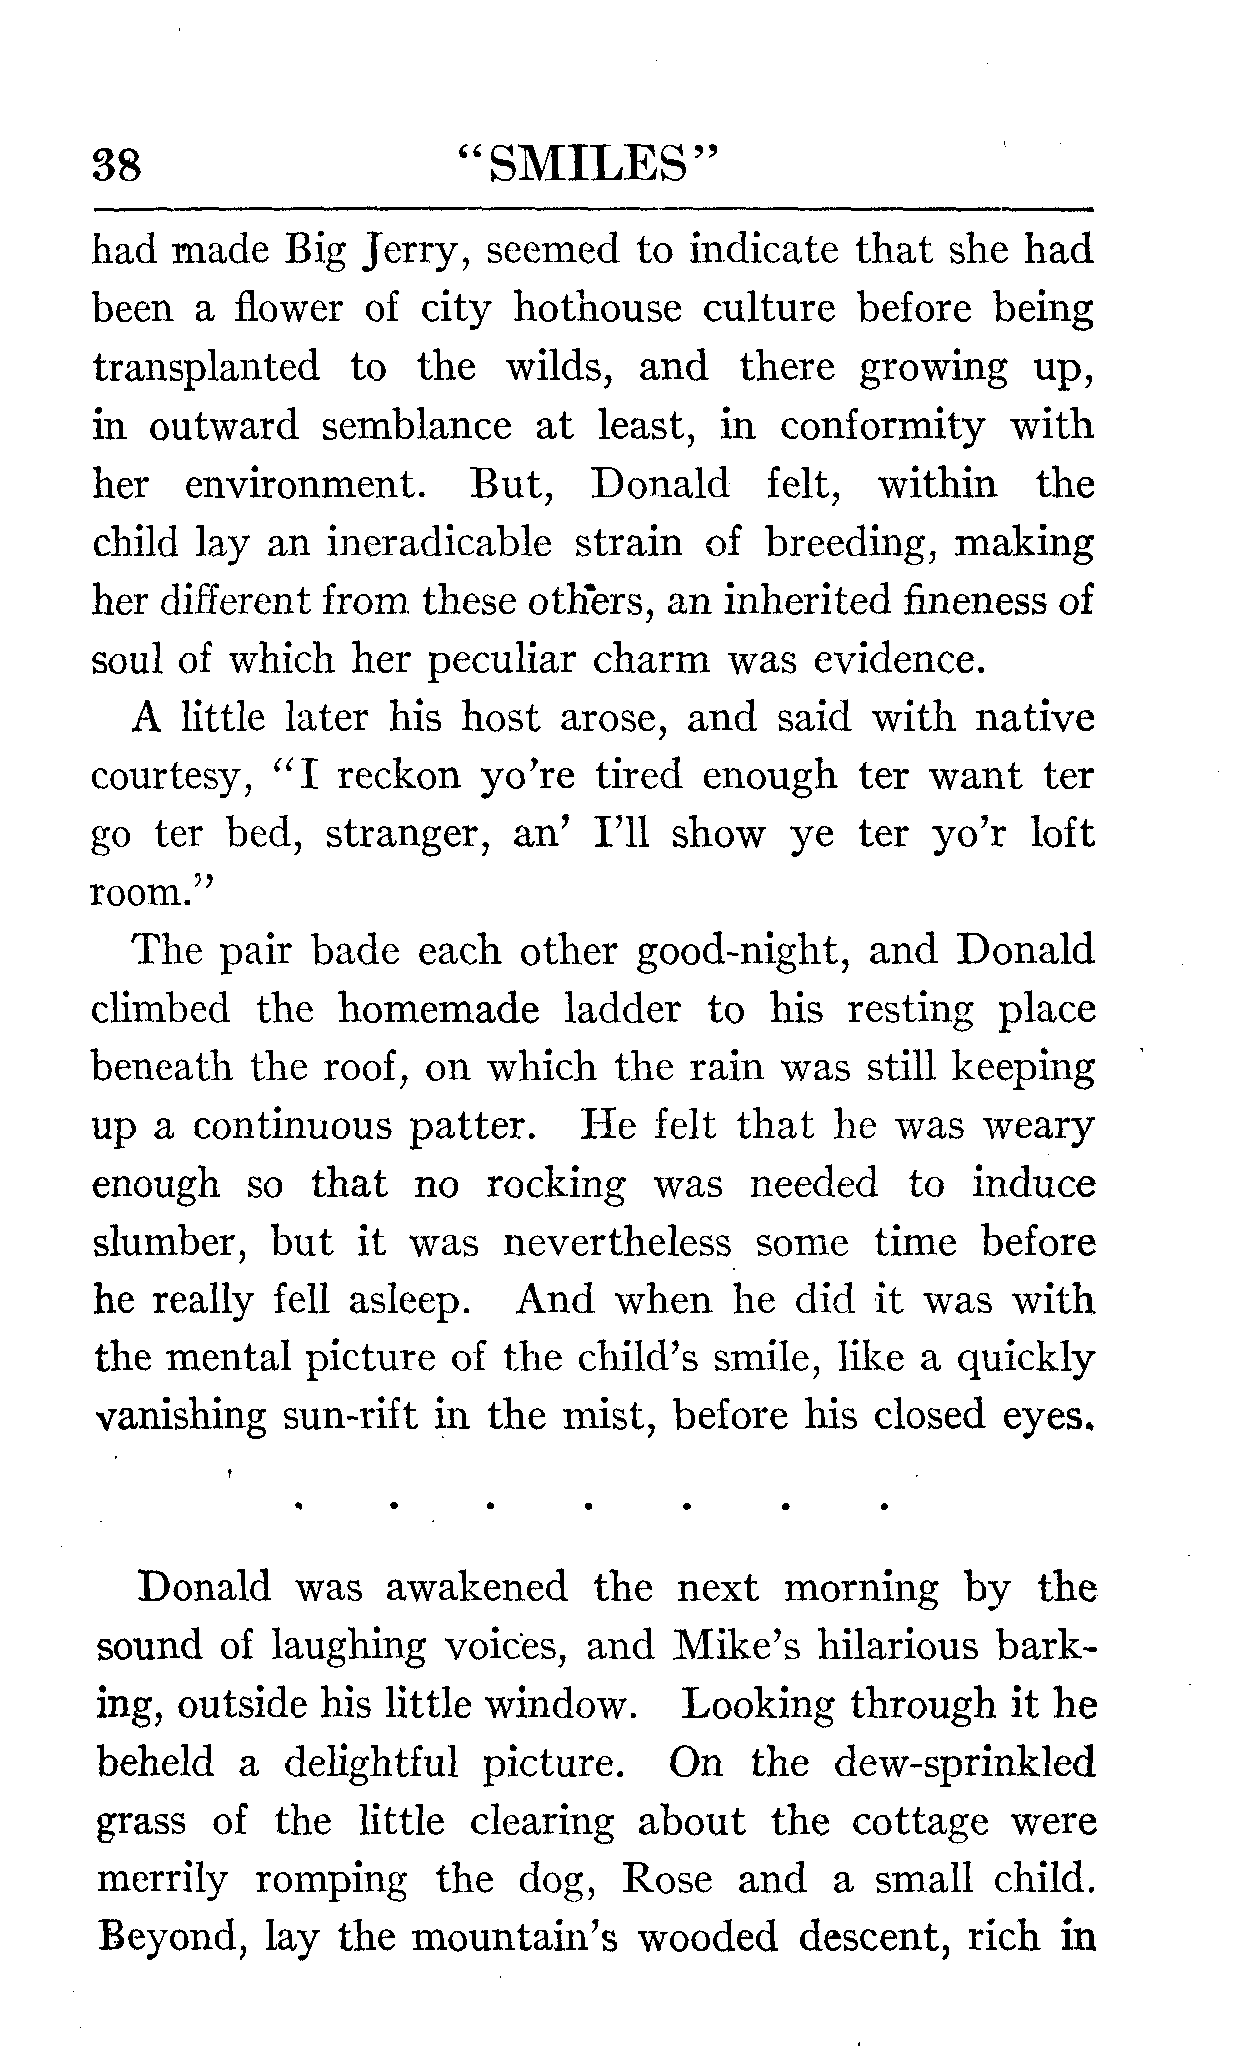 38 "SMILES"
had made Big Jerry, seemed to indicate that she had
been a flower of city hothouse culture before being
transplanted to the wilds, and there growing up,
in outward semblance at least, in conformity with
her environment. But, Donald felt, within the
child lay an ineradicable strain of breeding, making
her different from these others, an inherited fineness of
soul of which her peculiar charm was evidence.
A little later his host arose, and said with native
courtesy, "I reckon yo're tired enough ter want ter
go ter bed, stranger, an' I'll show ye ter yo'r loft
room."
The pair bade each other good-night, and Donald
climbed the homemade ladder to his resting place
beneath the roof, on which the rain was still keeping
up a continuous patter. He felt that he was weary
enough so that no rocking was needed to induce
slumber, but it was nevertheless some time before
he really fell asleep. And when he did it was with
the mental picture of the child's smile, like a quickly
vanishing sun-rift in the mist, before his closed eyes.
. . . . . . .
Donald was awakened the next morning by the
sound of laughing voices, and Mike's hilarious bark-
ing, outside his little window. Looking through it he
beheld a delightful picture. On the dew-sprinkled
grass of the little clearing about the cottage were
merrily romping the dog, Rose and a small child.
Beyond, lay the mountain's wooded descent, rich in